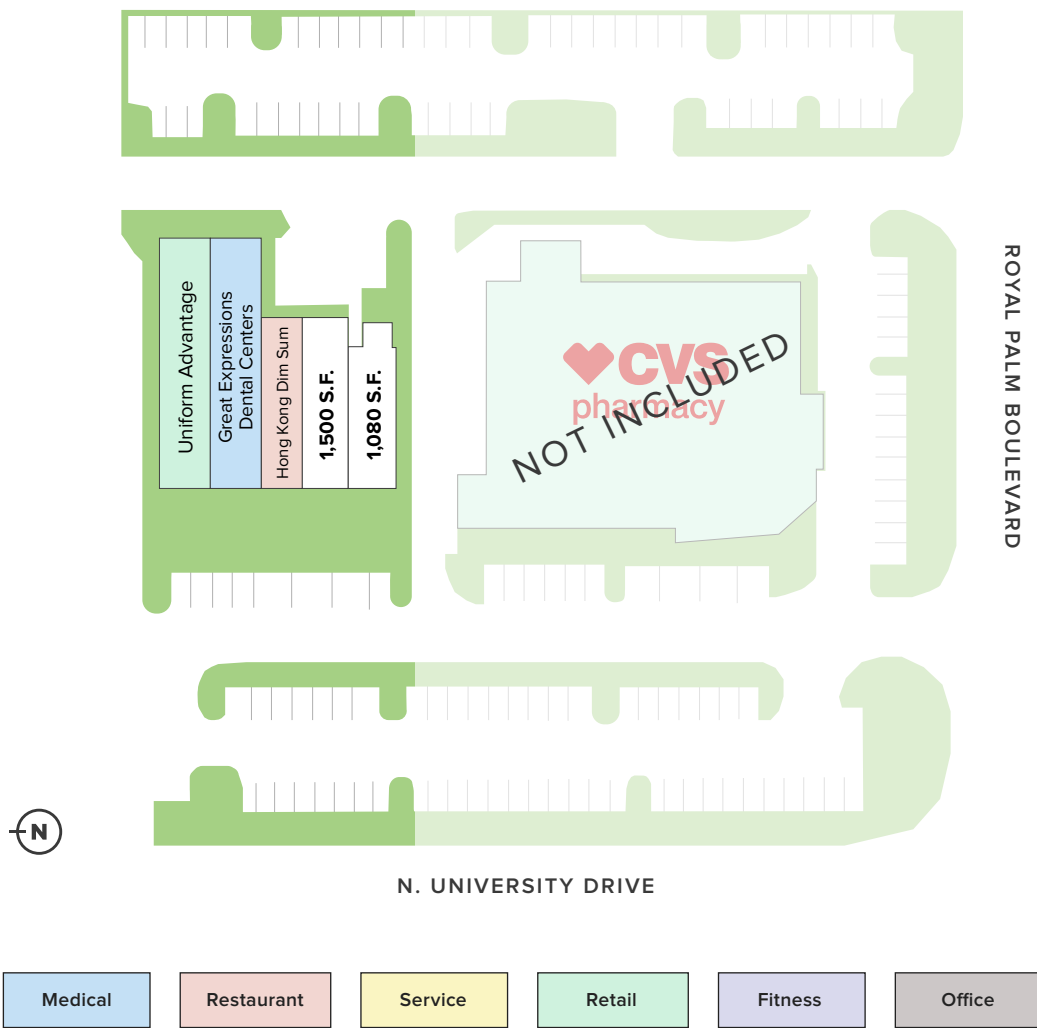 Uniform Advantage
Great Expressions
Dental Centers
Hong Kong Dim Sum
1,500 S.F.
1,080 S.F.
CVS
pharmacy
NOT INCLUDED
ROYAL PALM BOULEVARD
N
N. UNIVERSITY DRIVE
Medical
Restaurant
Service
Retail
Fitness
Office